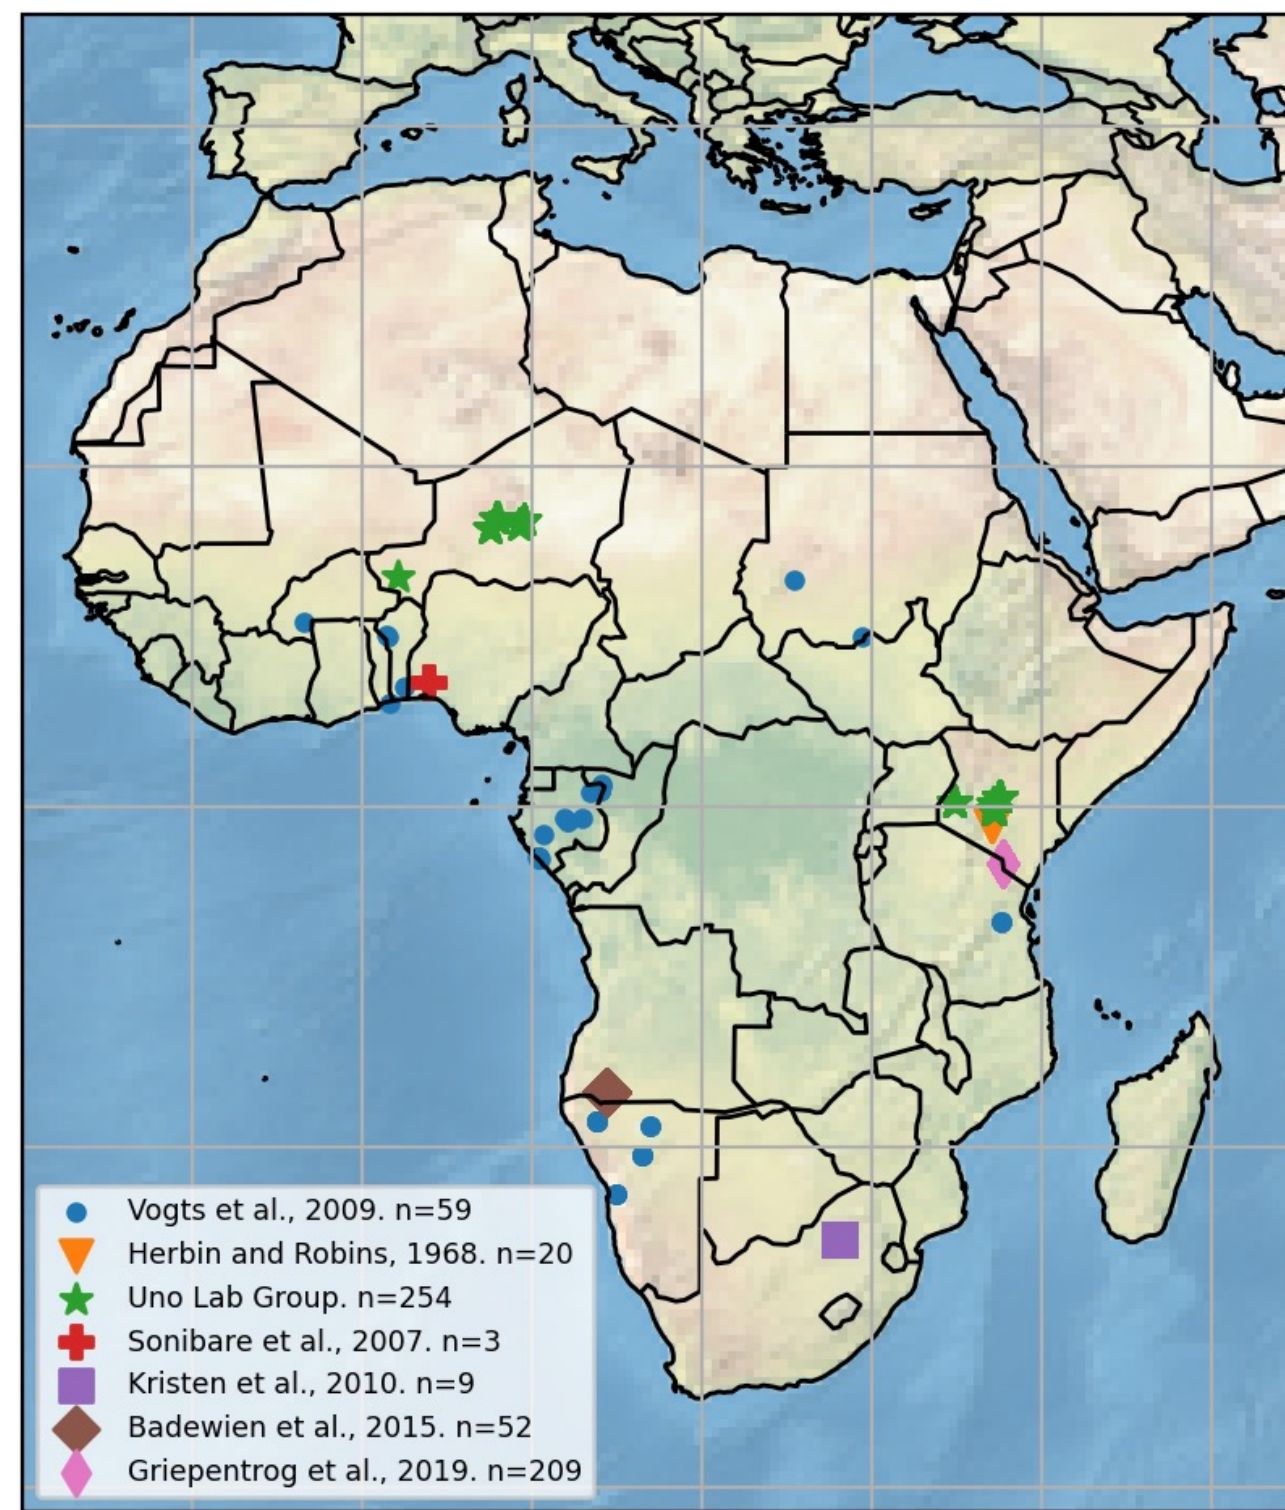 Vogts et al., 2009. n=59
Herbin and Robins, 1968. n=20
Uno Lab Group. n=254
Sonibare et al., 2007. n=3
Kristen et al., 2010. n=9
Badewien et al., 2015. n=52
Griepentrog et al., 2019. n=209